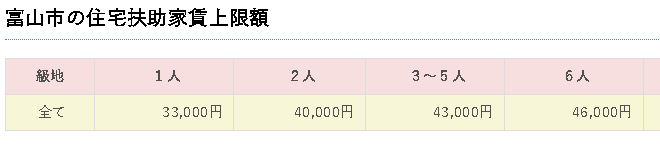 富山市の住宅扶助家賃上限額
級地 1人 2人 3～5人 6人
全て 33,000円 40,000円 43,000円 46,000円